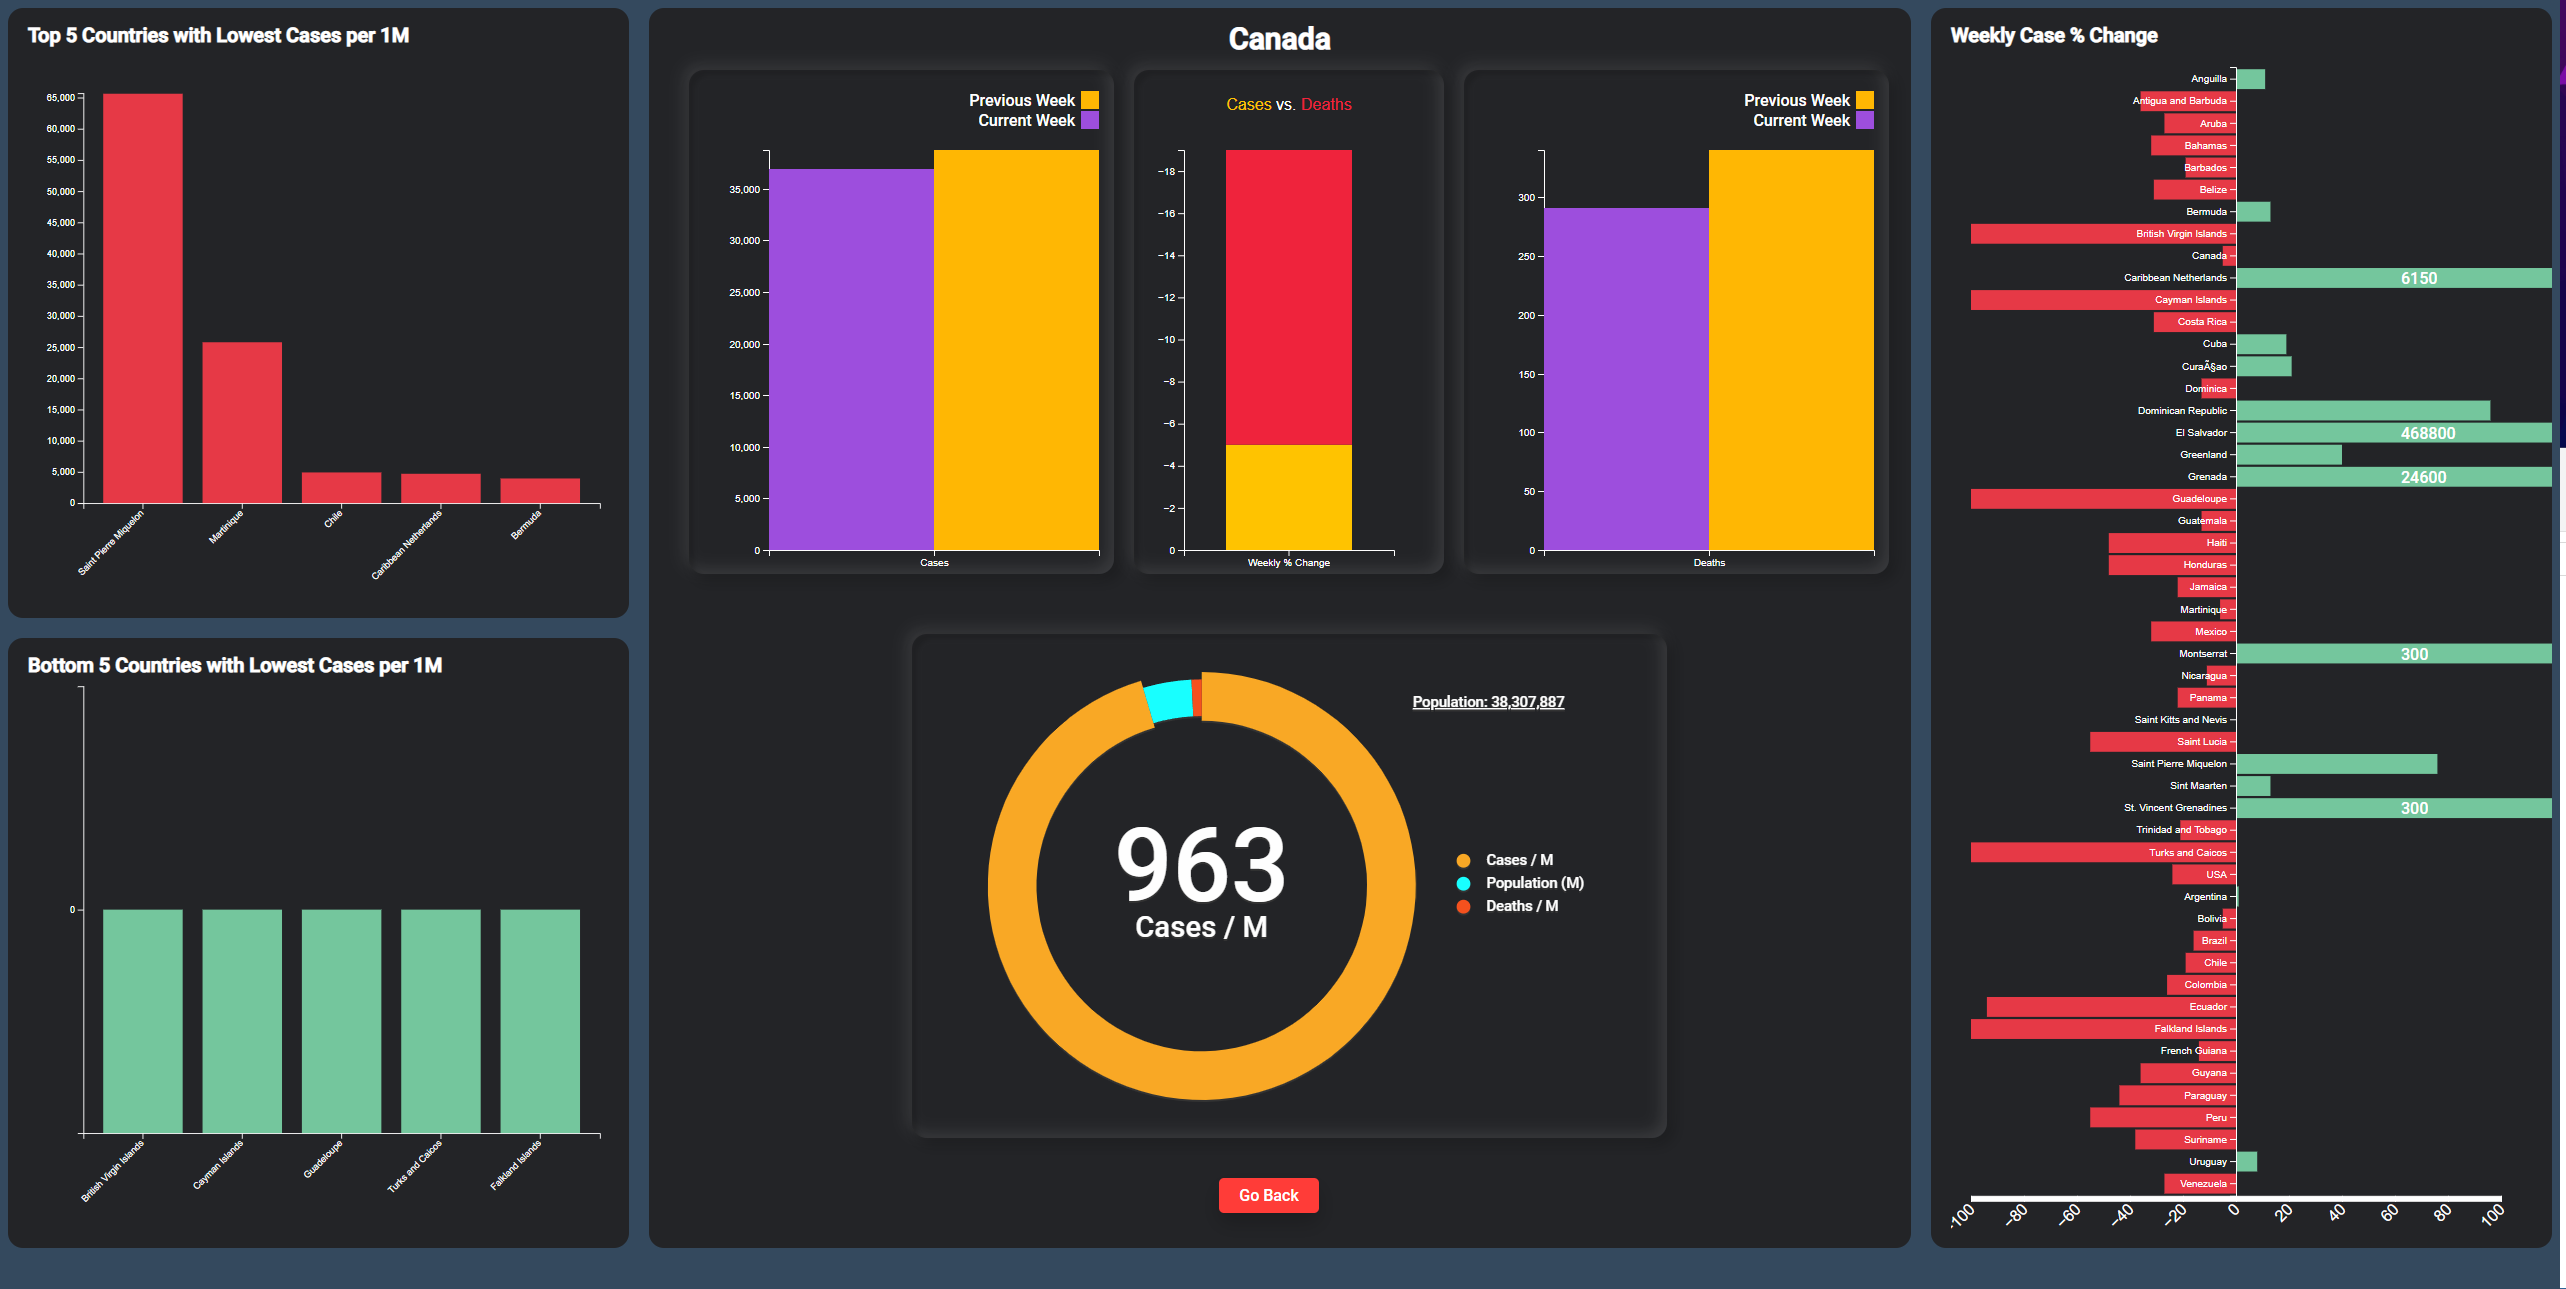 Top 5 Countries with Lowest Cases per 1M
65,000
60,000
55,000
50,000
45,000
40,000
35,000
30,000
25,000
20,000
15,000
10,000
5,000
0
Saint Pierre Miquelon
Martinique
Chile
Caribbean Netherlands
Bermuda
Bottom 5 Countries with Lowest Cases per 1M
0
British Virgin Islands
Cayman Islands
Guadeloupe
Turks and Caicos
Falkland Islands
Canada
Previous Week
Current Week
35,000
30,000
25,000
20,000
15,000
10,000
5,000
0
Cases
Cases vs. Deaths
−18
−16
−14
−12
−10
−8
−6
−4
−2
0
Weekly % Change
Previous Week
Current Week
300
250
200
150
100
50
0
Deaths
Population: 38,307,887
963
Cases / M
Cases / M
Population (M)
Deaths / M
Go Back
Weekly Case % Change
Anguilla
Antigua and Barbuda
Aruba
Bahamas
Barbados
Belize
Bermuda
British Virgin Islands
Canada
Caribbean Netherlands 6150
Cayman Islands
Costa Rica
Cuba
CuraÃ§ao
Dominica
Dominican Republic
El Salvador 468800
Greenland
Grenada 24600
Guadeloupe
Guatemala
Haiti
Honduras
Jamaica
Martinique
Mexico
Montserrat 300
Nicaragua
Panama
Saint Kitts and Nevis
Saint Lucia
Saint Pierre Miquelon
Sint Maarten
St. Vincent Grenadines 300
Trinidad and Tobago
Turks and Caicos
USA
Argentina
Bolivia
Brazil
Chile
Colombia
Ecuador
Falkland Islands
French Guiana
Guyana
Paraguay
Peru
Suriname
Uruguay
Venezuela
-100 −80 −60 −40 −20 0 20 40 60 80 100